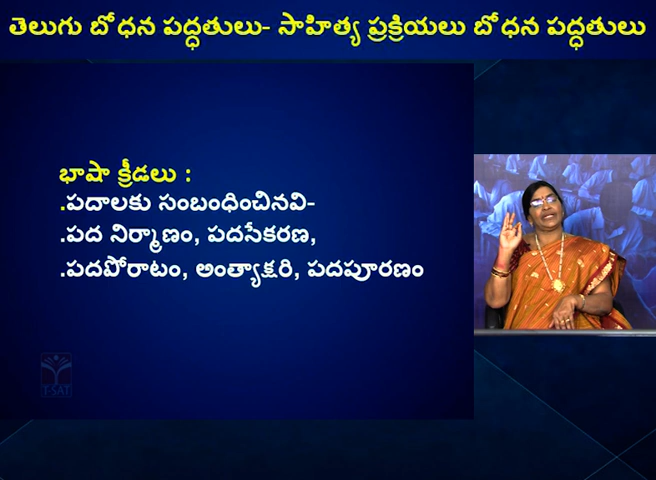 తెలుగు బోధన పద్ధతులు- సాహిత్య ప్రక్రియలు బోధన పద్ధతులు
భాషా క్రీడలు :
.పదాలకు సంబంధించినవి-
.పద నిర్మాణం, పదసేకరణ,
.పదపోరాటం, అంత్యాక్షరి, పదపూరణం
T-SAT